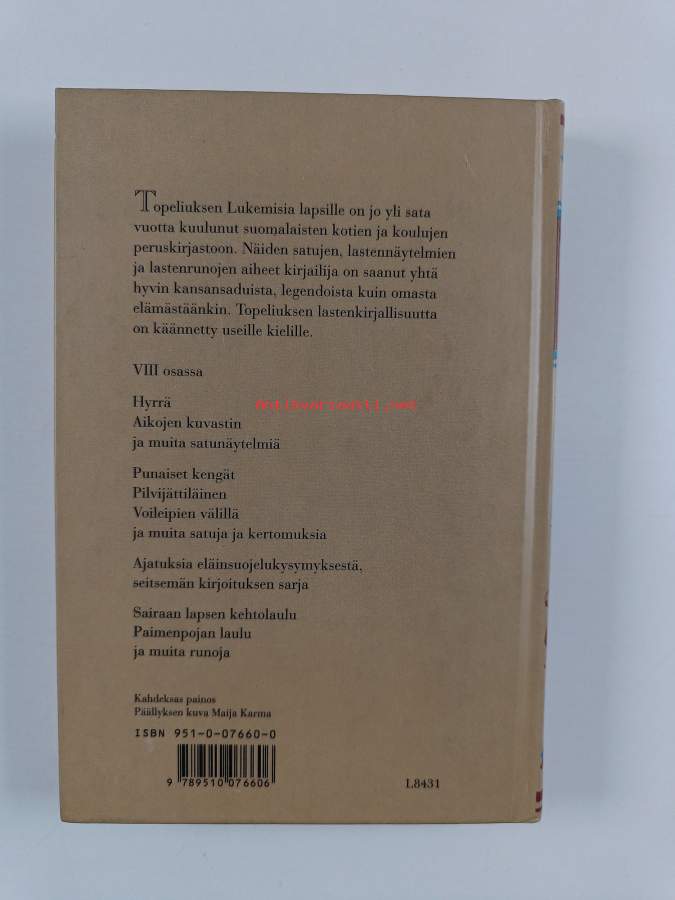 Topeliuksen Lukemisia lapsille on jo yli sata
vuotta kuulunut suomalaisten kotien ja koulujen
peruskirjastoon. Näiden satujen, lastennäytelmien
ja lastenrunojen aiheet kirjailija on saanut yhtä
hyvin kansansaduista, legendoista kuin omasta
elämästäänkin. Topeliuksen lastenkirjallisuutta
on käännetty useille kielille.
VIII osassa
Hyrrä
Aikojen kuvastin
ja muita satunäytelmiä
Punaiset kengät
Pilvijättiläinen
Voileipien välillä
ja muita satuja ja kertomuksia
Ajatuksia eläinsuojelukysymyksestä,
seitsemän kirjoituksen sarja
Sairaan lapsen kehtolaulu
Paimenpojan laulu
ja muita runoja
Kahdeksas painos
Päällyksen kuva Maija Karma
ISBN 951-0-07660-0
9 789510 076606
L8431